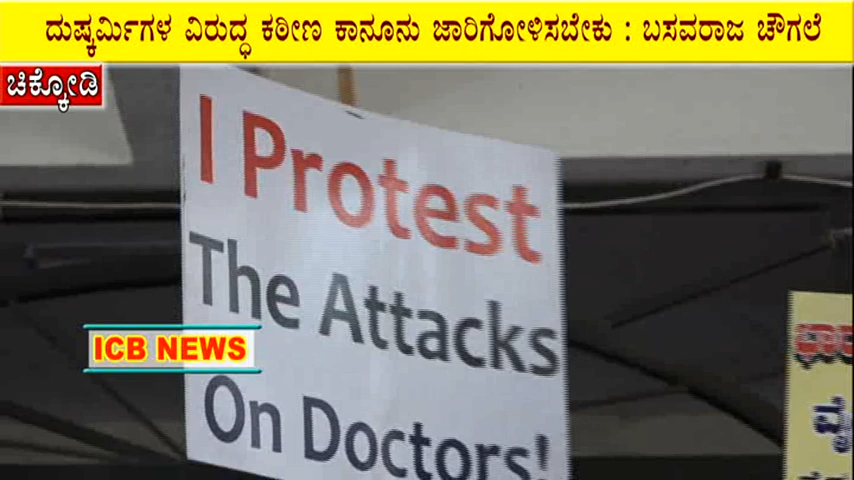 ದುಷ್ಕರ್ಮಿಗಳ ವಿರುದ್ಧ ಕಠೀಣ ಕಾನೂನು ಜಾರಿಗೋಳಿಸಬೇಕು : ಬಸವರಾಜ ಚೌಗಲೆ
ಚಿಕ್ಕೋಡಿ
I Protest
The Attacks
On Doctors!
ICB NEWS